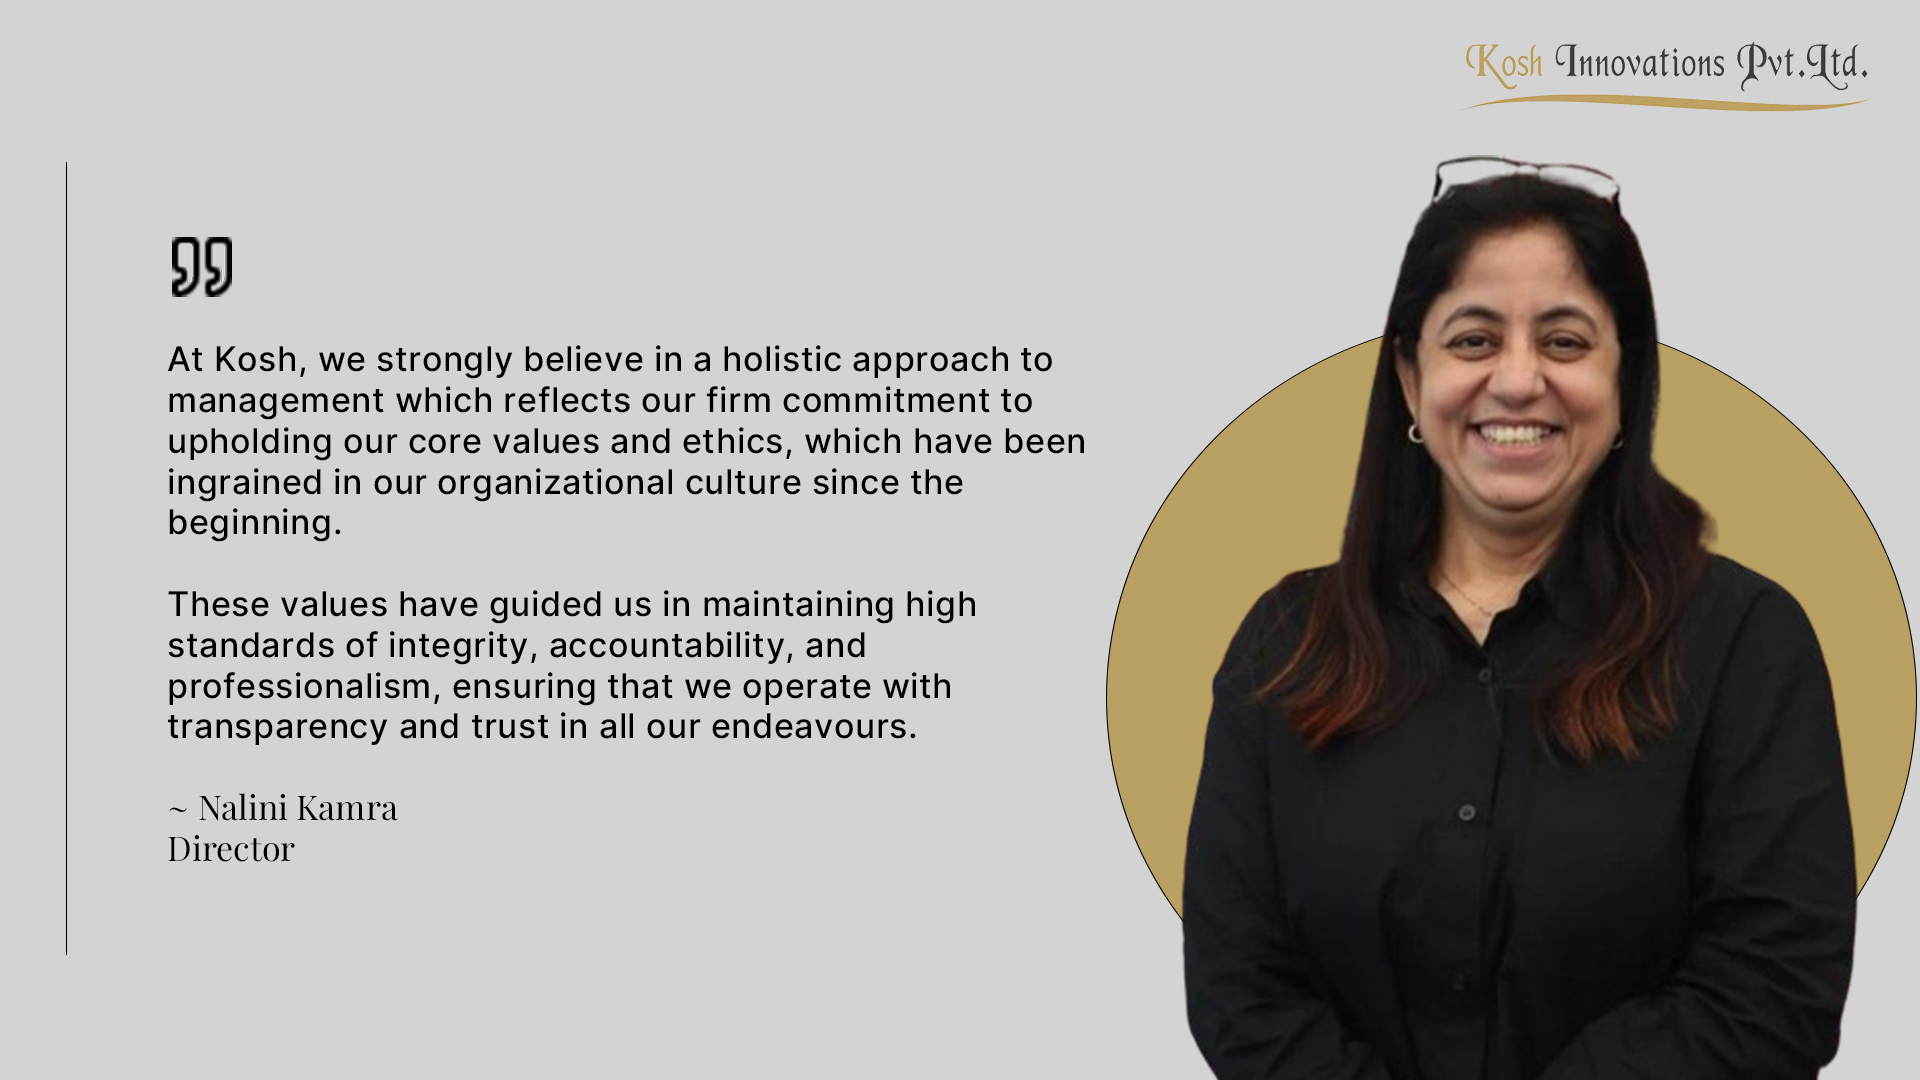 Kosh Innovations Pvt.Ltd.
At Kosh, we strongly believe in a holistic approach to
management which reflects our firm commitment to
upholding our core values and ethics, which have been
ingrained in our organizational culture since the
beginning.
These values have guided us in maintaining high
standards of integrity, accountability, and
professionalism, ensuring that we operate with
transparency and trust in all our endeavours.
~ Nalini Kamra
Director